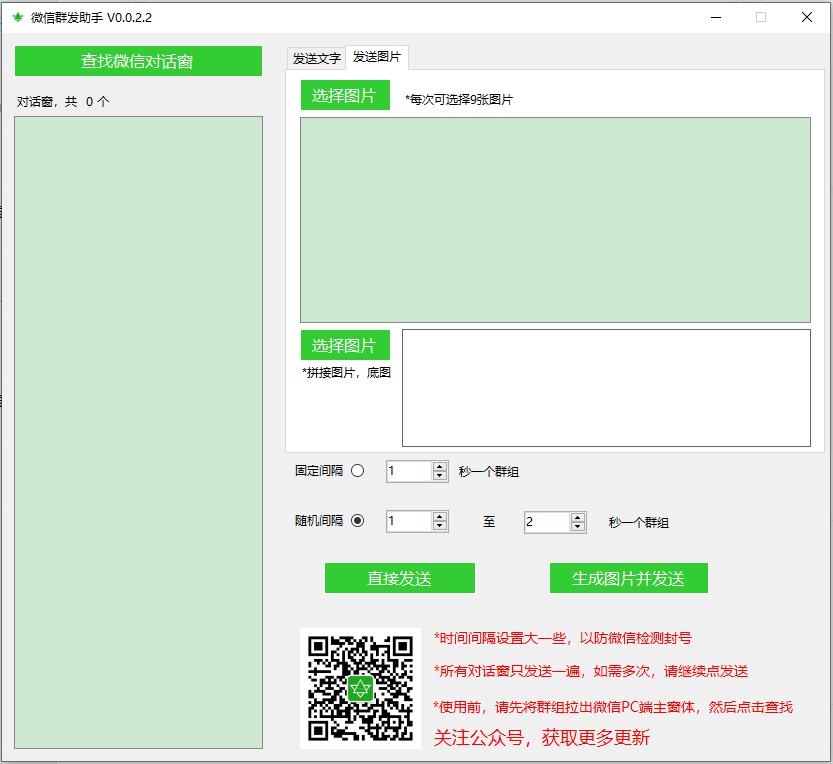 微信群发助手 V0.0.2.2
查找微信对话窗
对话窗，共 0 个
发送文字 发送图片
选择图片 *每次可选择9张图片
选择图片
*拼接图片，底图
固定间隔 1 秒一个群组
随机间隔 1 至 2 秒一个群组
直接发送 生成图片并发送
*时间间隔设置大一些，以防微信检测封号
*所有对话窗只发送一遍，如需多次，请继续点发送
*使用前，请先将群组拉出微信PC端主窗体，然后点击查找
关注公众号，获取更多更新